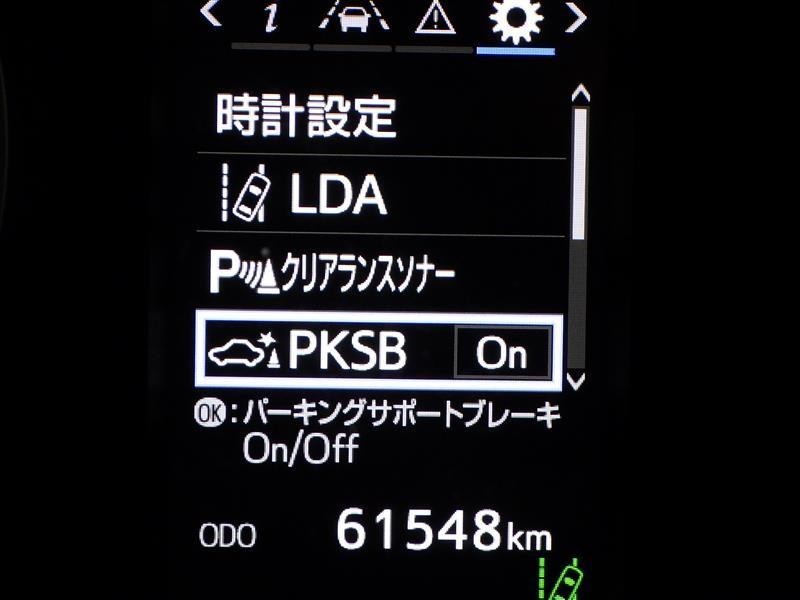 i
時計設定
LDA
P クリアランスソナー
PKSB On
OK:パーキングサポートブレーキ
On/Off
ODO 61548km